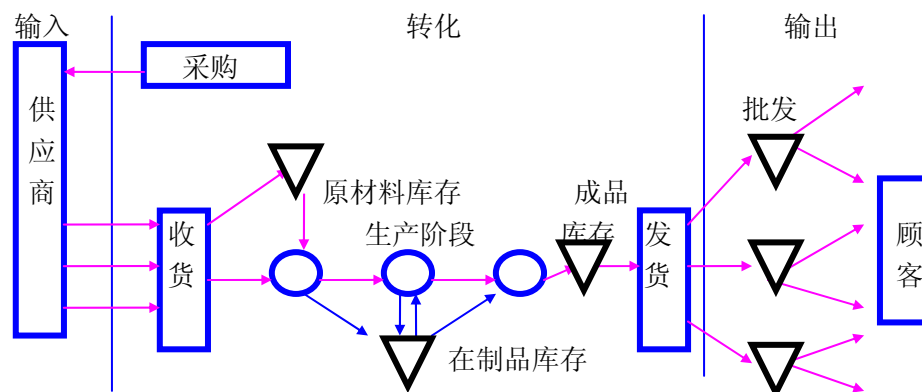 输入
转化
输出
采购
供应商
批发
原材料库存
成品
库存
生产阶段
收货
发货
顾客
在制品库存